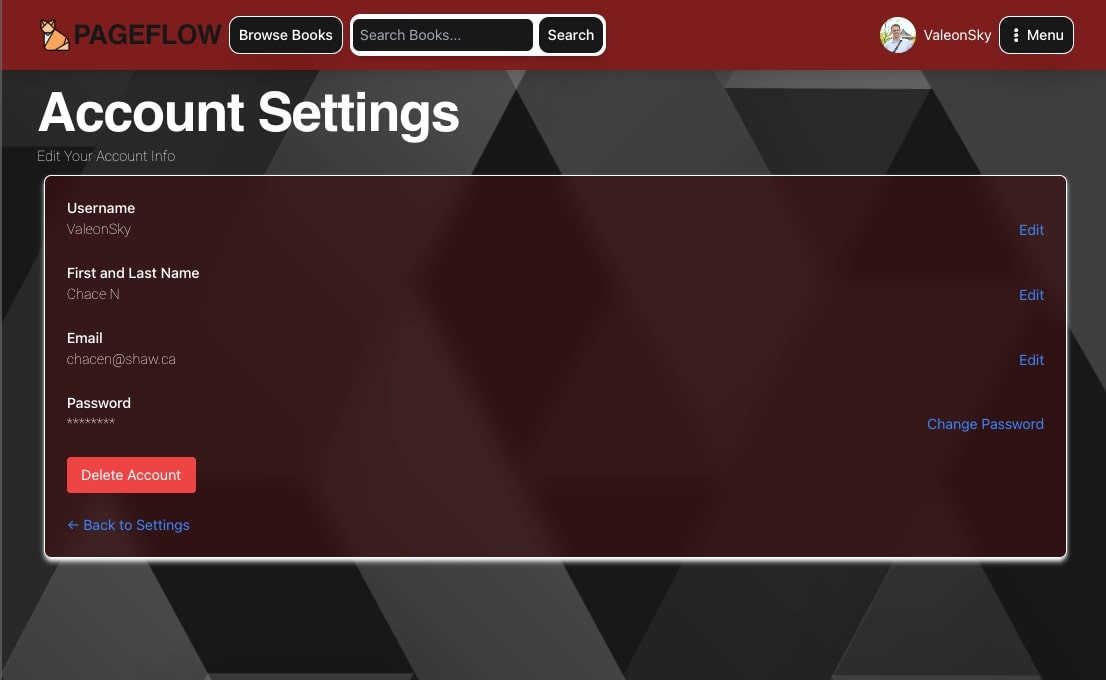 PAGEFLOW
Browse Books
Search Books...
Search
ValeonSky
Menu
Account Settings
Edit Your Account Info
Username
ValeonSky
Edit
First and Last Name
Chace N
Edit
Email
chacen@shaw.ca
Edit
Password
********
Change Password
Delete Account
← Back to Settings